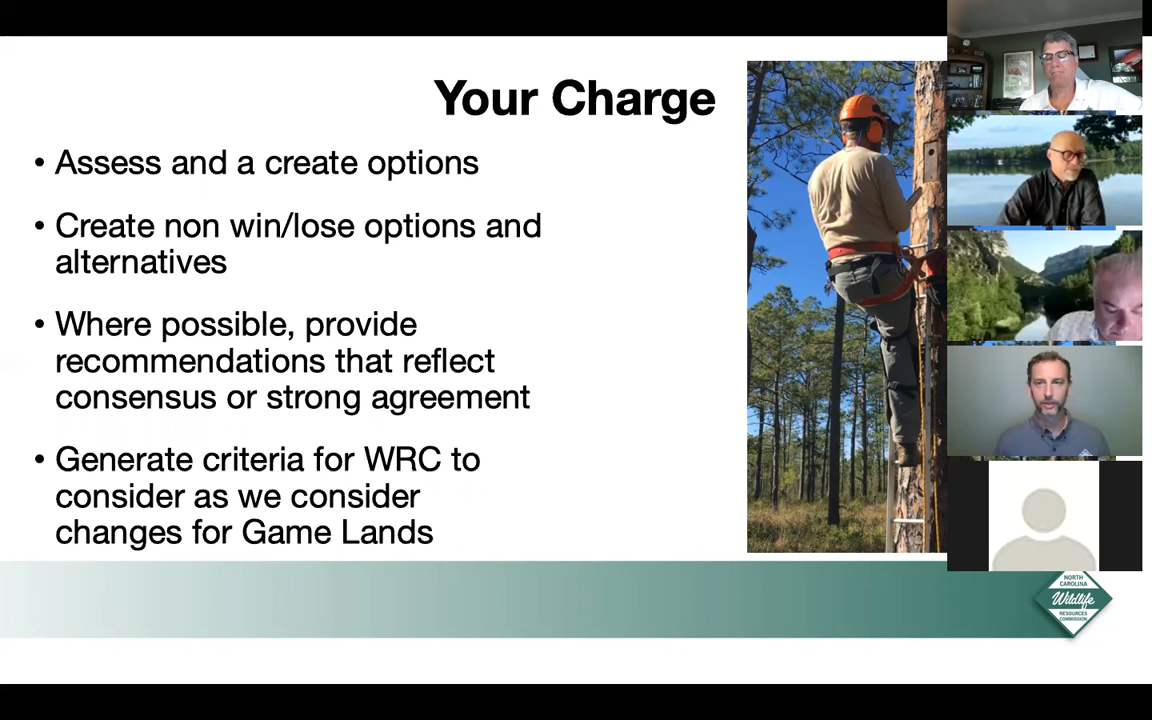 Your Charge
• Assess and a create options
• Create non win/lose options and
alternatives
• Where possible, provide
recommendations that reflect
consensus or strong agreement
• Generate criteria for WRC to
consider as we consider
changes for Game Lands
NORTH
CAROLINA
Wildlife
RESOURCES
COMMISSION